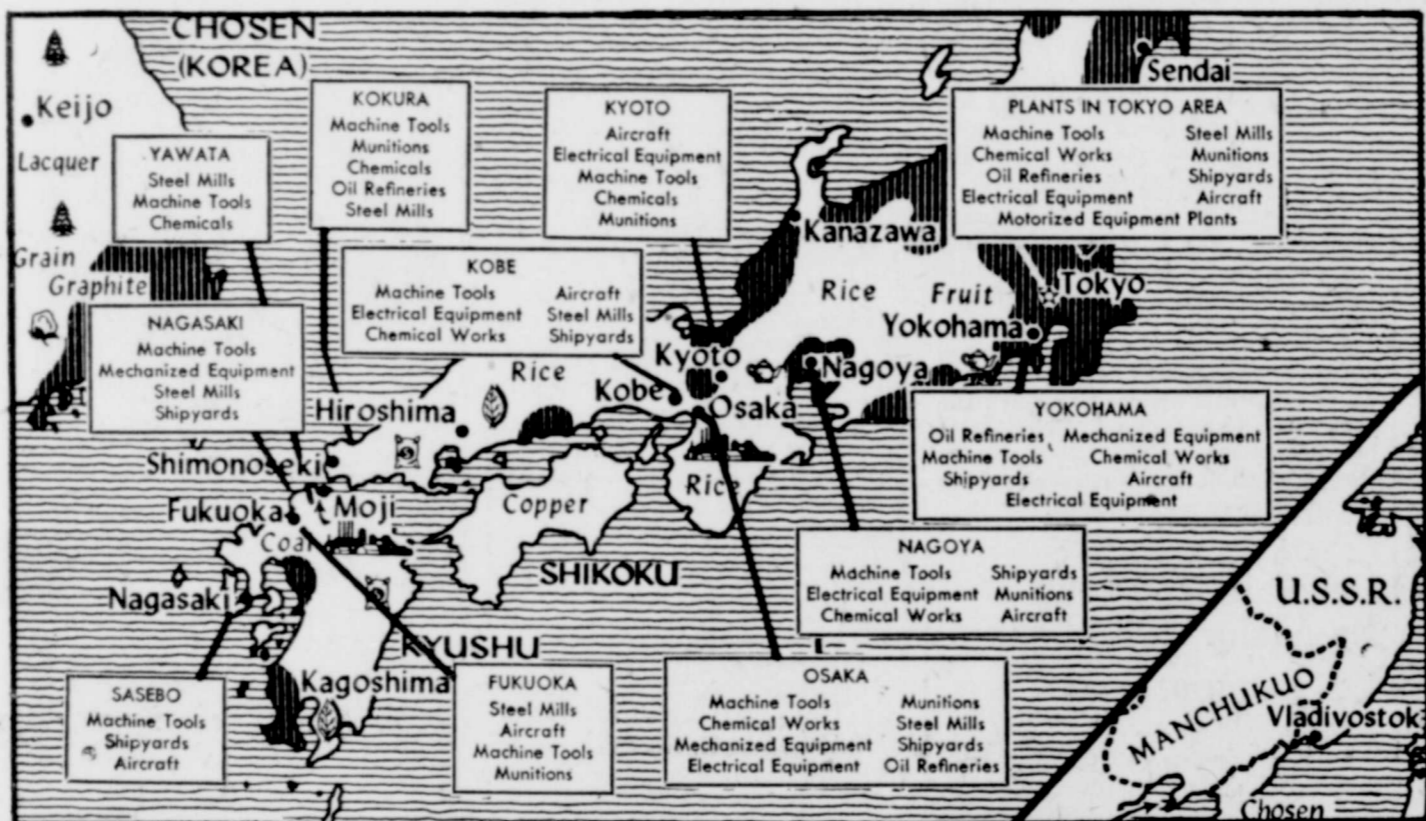 CHOSEN
(KOREA)
Keijo
Lacquer
Grain
Graphite
YAWATA
Steel Mills
Machine Tools
Chemicals
KOKURA
Machine Tools
Munitions
Chemicals
Oil Refineries
Steel Mills
KYOTO
Aircraft
Electrical Equipment
Machine Tools
Chemicals
Munitions
Sendai
PLANTS IN TOKYO AREA
Machine Tools Steel Mills
Chemical Works Munitions
Oil Refineries Shipyards
Electrical Equipment Aircraft
Motorized Equipment Plants
Kanazawa
Rice Fruit
Tokyo
Yokohama
KOBE
Machine Tools Aircraft
Electrical Equipment Steel Mills
Chemical Works Shipyards
NAGASAKI
Machine Tools
Mechanized Equipment
Steel Mills
Shipyards
Rice
Kyoto
Nagoya
Kobe
Osaka
Hiroshima
Shimonoseki
Rice
Copper
Moji
Fukuoka
Coal
YOKOHAMA
Oil Refineries Mechanized Equipment
Machine Tools Chemical Works
Shipyards Aircraft
Electrical Equipment
NAGOYA
Machine Tools Shipyards
Electrical Equipment Munitions
Chemical Works Aircraft
SHIKOKU
Nagasaki
KYUSHU
Kagoshima
SASEBO
Machine Tools
Shipyards
Aircraft
FUKUOKA
Steel Mills
Aircraft
Machine Tools
Munitions
OSAKA
Machine Tools Munitions
Chemical Works Steel Mills
Mechanized Equipment Shipyards
Electrical Equipment Oil Refineries
U.S.S.R.
MANCHUKUO
Vladivostok
Chosen